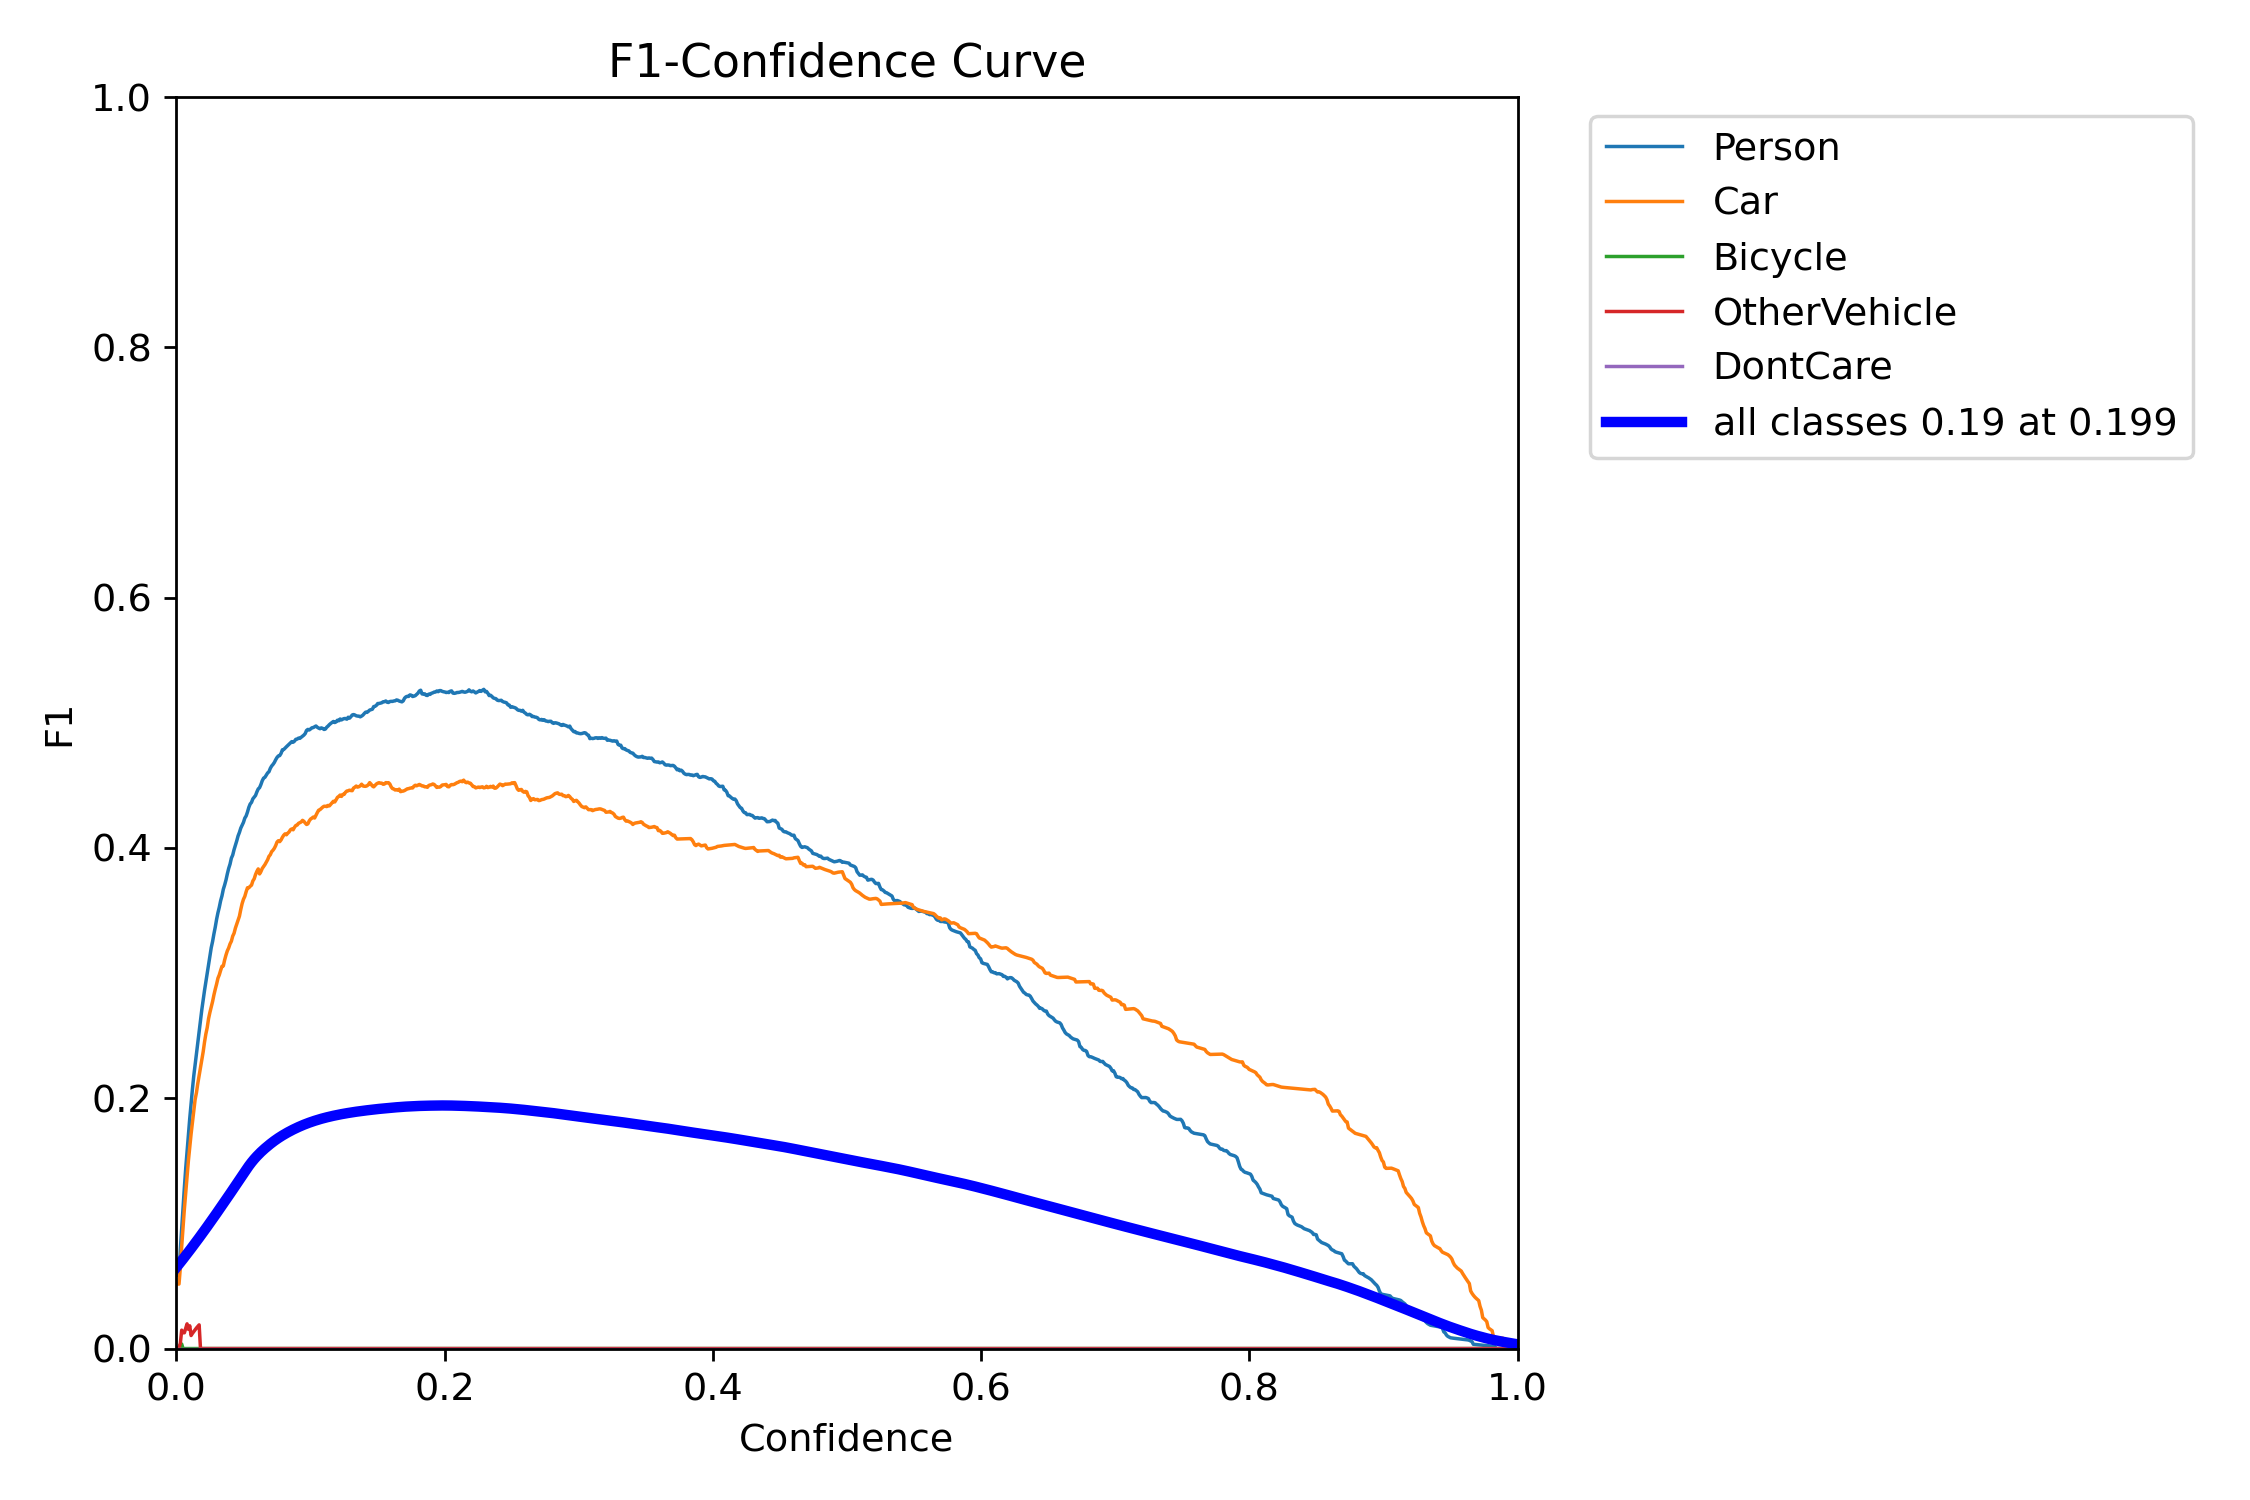 F1-Confidence Curve
1.0
0.8
0.6
0.4
0.2
0.0
F1
0.0 0.2 0.4 0.6 0.8 1.0
Confidence
Person
Car
Bicycle
OtherVehicle
DontCare
all classes 0.19 at 0.199